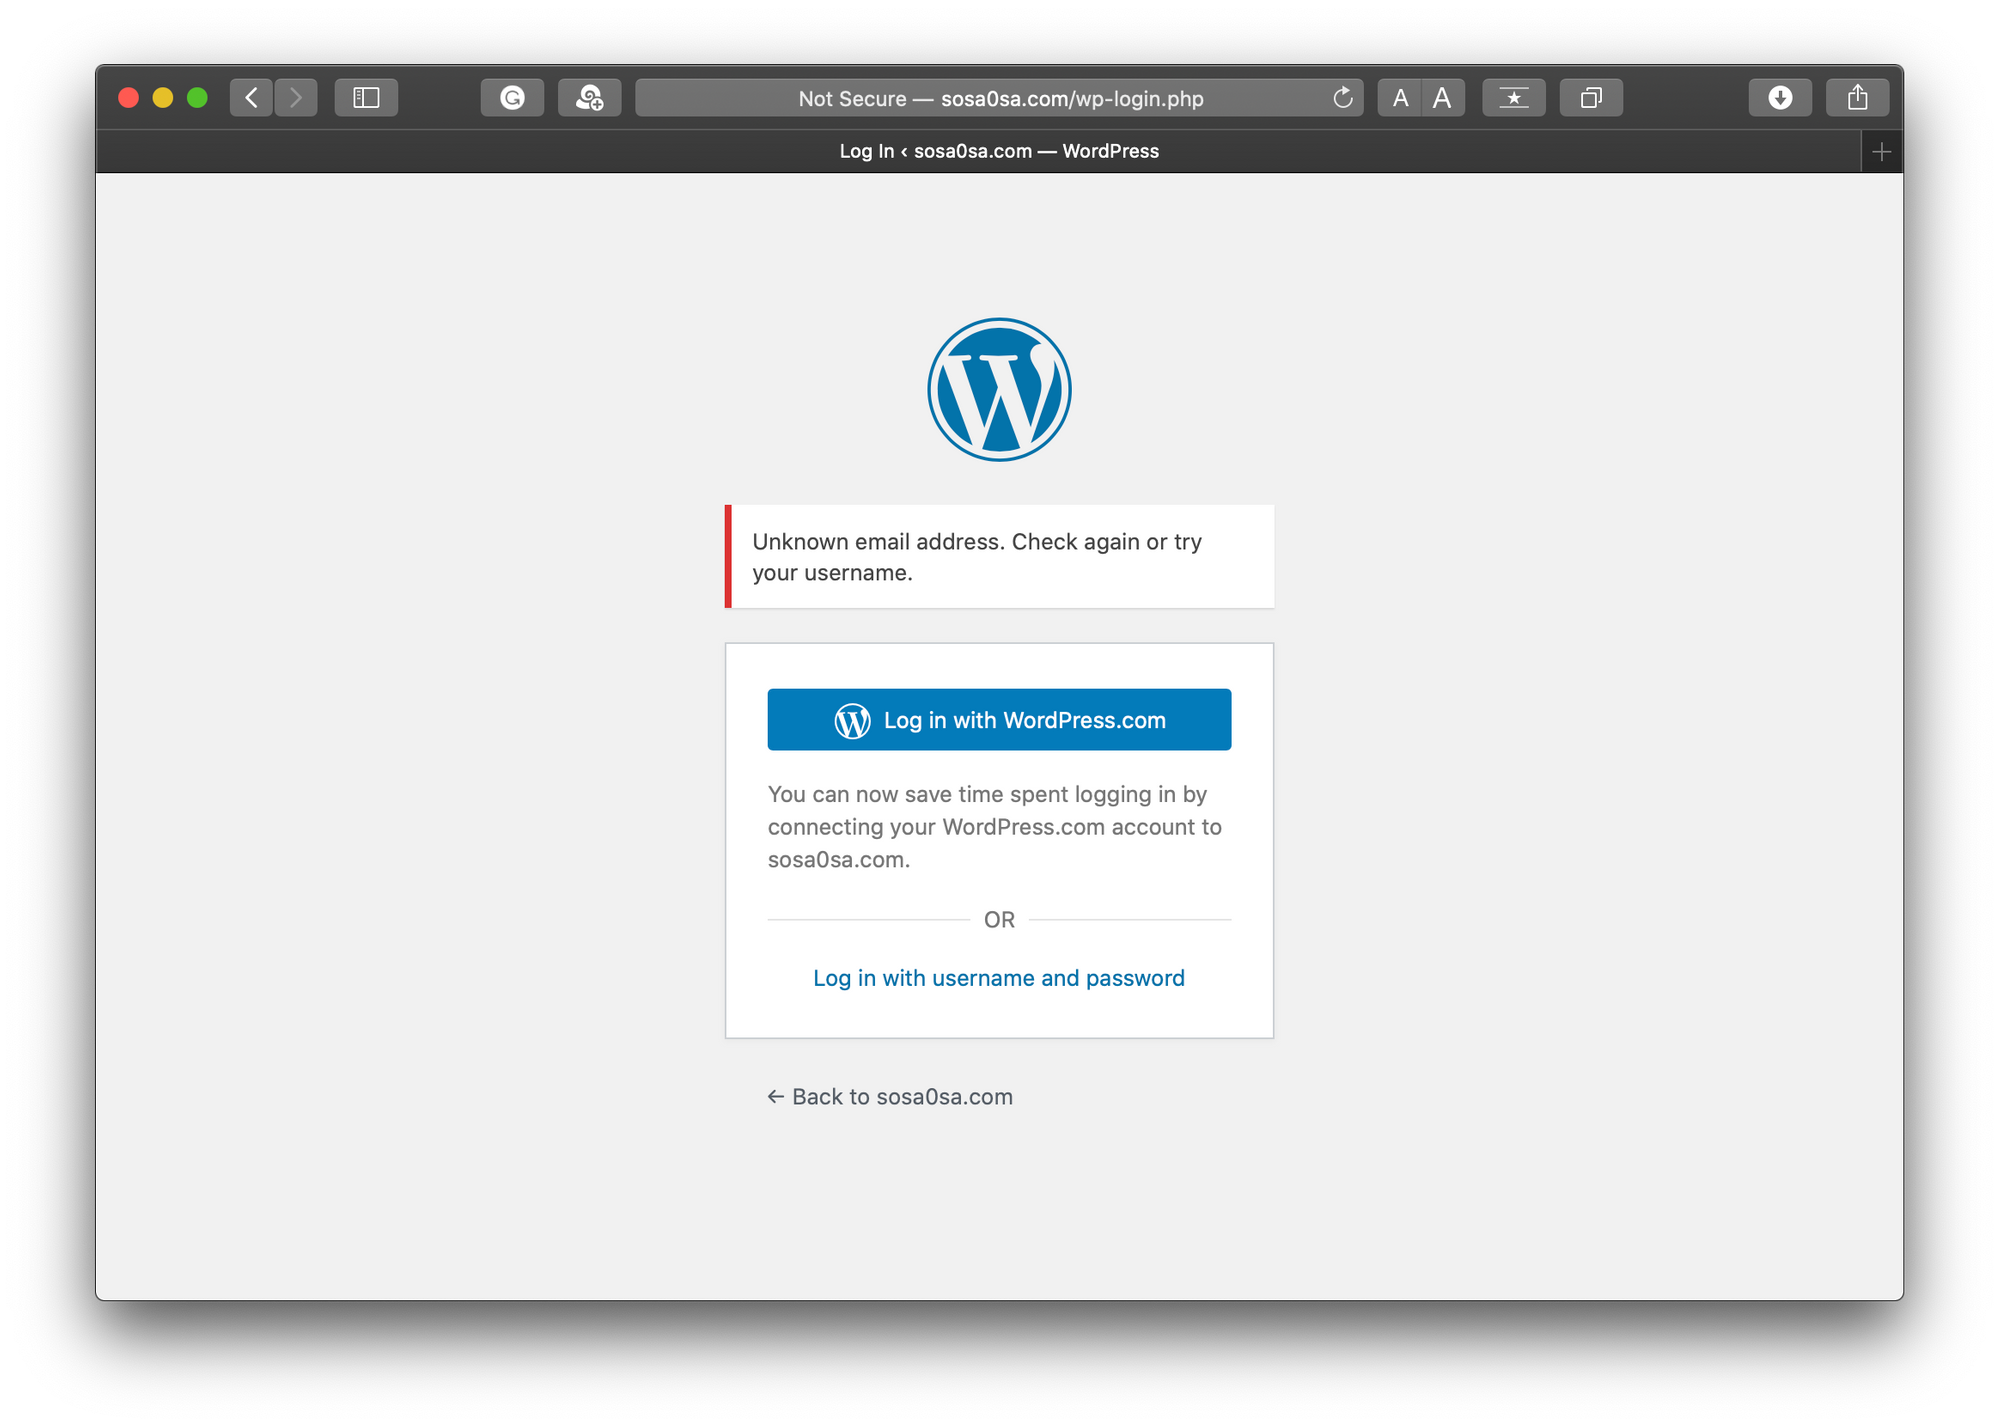 Not Secure — sosa0sa.com/wp-login.php
A A
Log In ‹ sosa0sa.com — WordPress
Unknown email address. Check again or try
your username.
Log in with WordPress.com
You can now save time spent logging in by
connecting your WordPress.com account to
sosa0sa.com.
OR
Log in with username and password
← Back to sosa0sa.com